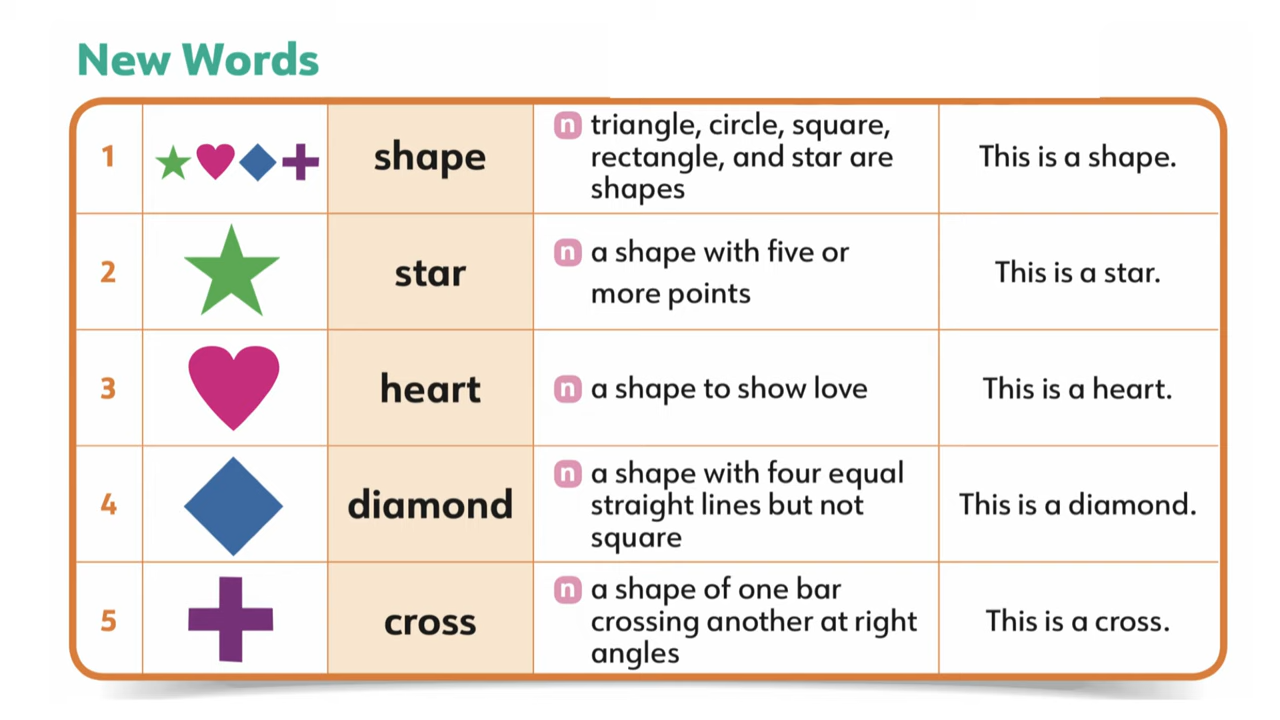 New Words
1
shape
n triangle, circle, square,
rectangle, and star are
shapes
This is a shape.
2
star
n a shape with five or
more points
This is a star.
3
heart
n a shape to show love
This is a heart.
4
diamond
n a shape with four equal
straight lines but not
square
This is a diamond.
5
cross
n a shape of one bar
crossing another at right
angles
This is a cross.